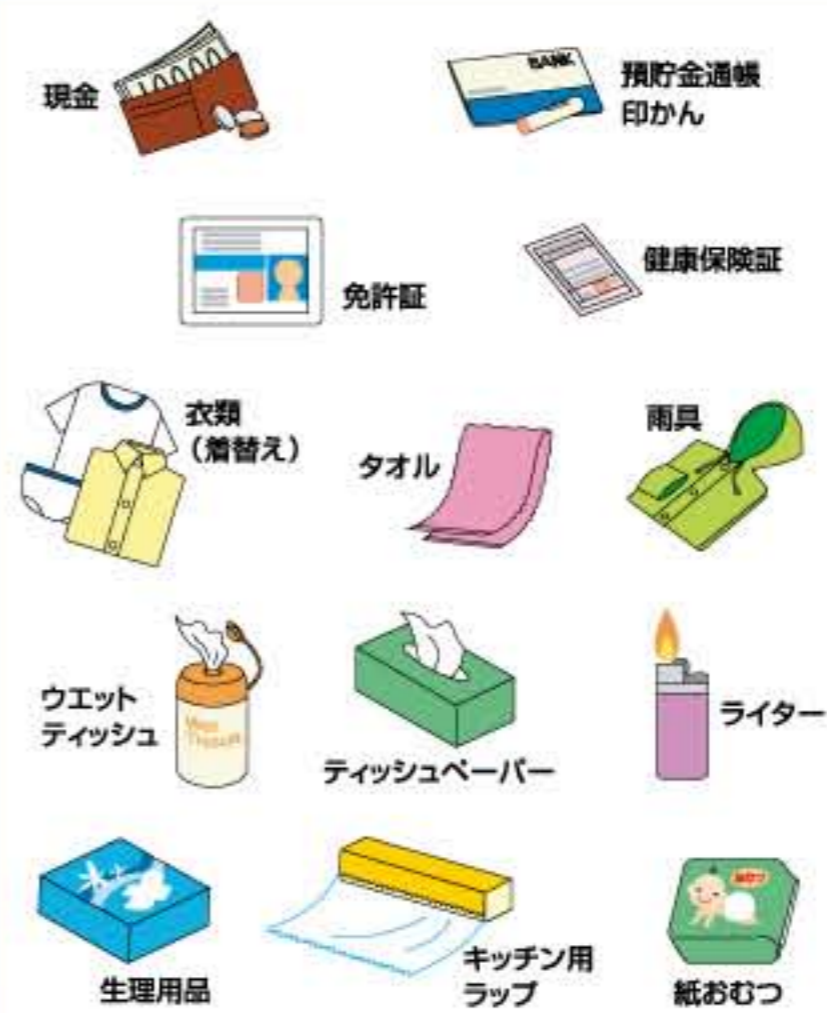 現金
BANK
預貯金通帳
印かん
免許証
健康保険証
衣類
（着替え）
タオル
雨具
ウエット
ティッシュ
ティッシュペーパー
ライター
生理用品
キッチン用
ラップ
紙おむつ